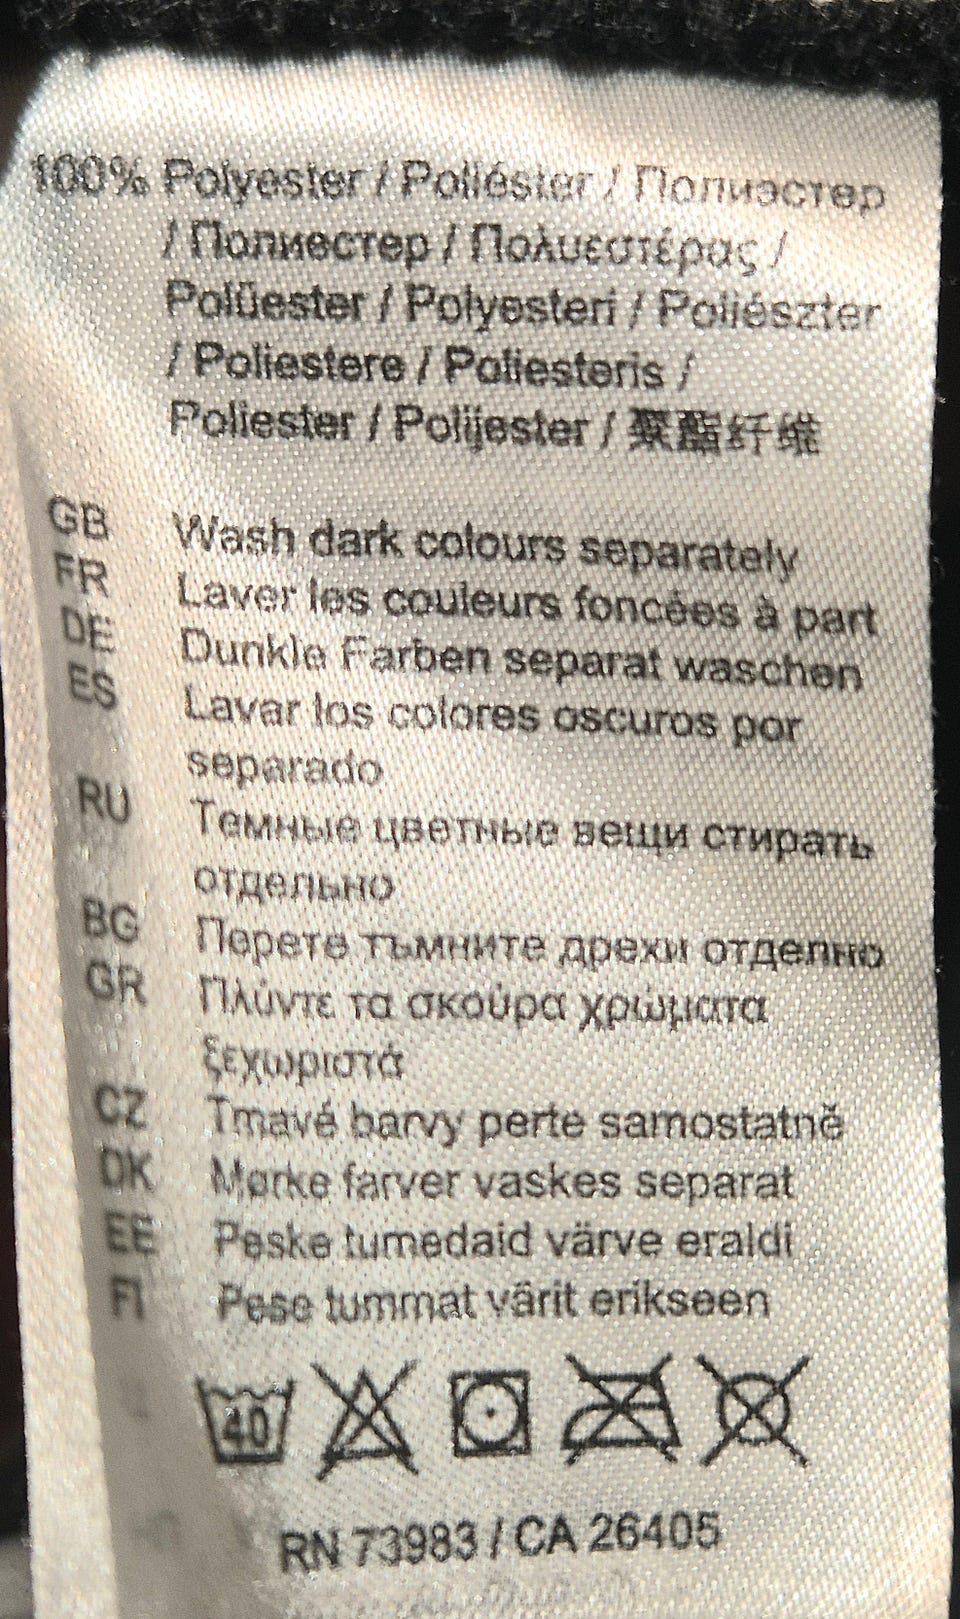 100% Polyester / Poliéster / Полиэстер
/ Полиестер / Πολυεστέρας /
Polüester / Polyesteri / Poliészter
/ Poliestere / Poliesteris /
Poliester / Polijester / 聚酯纤维
GB Wash dark colours separately
FR Laver les couleurs foncées à part
DE Dunkle Farben separat waschen
ES Lavar los colores oscuros por
separado
RU Темные цветные вещи стирать
отдельно
BG Перете тъмните дрехи отделно
GR Πλύντε τα σκούρα χρώματα
ξεχωριστά
CZ Tmavé barvy perte samostatně
DK Mørke farver vaskes separat
EE Peske tumedaid värve eraldi
FI Pese tummat värit erikseen
40
RN 73983 / CA 26405